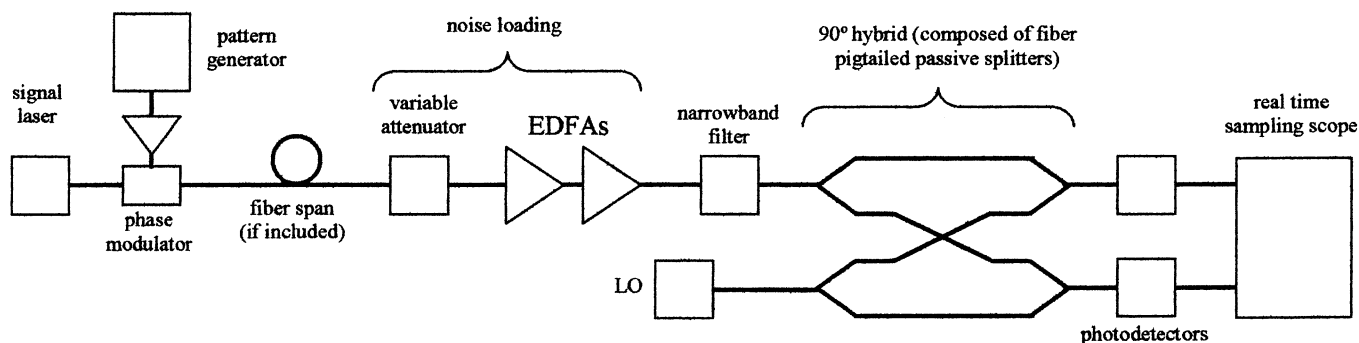 noise loading
90° hybrid (composed of fiber
pigtailed passive splitters)
pattern
generator
signal
laser
variable
attenuator
EDFAs
narrowband
filter
real time
sampling scope
phase
modulator
fiber span
(if included)
LO
photodetectors